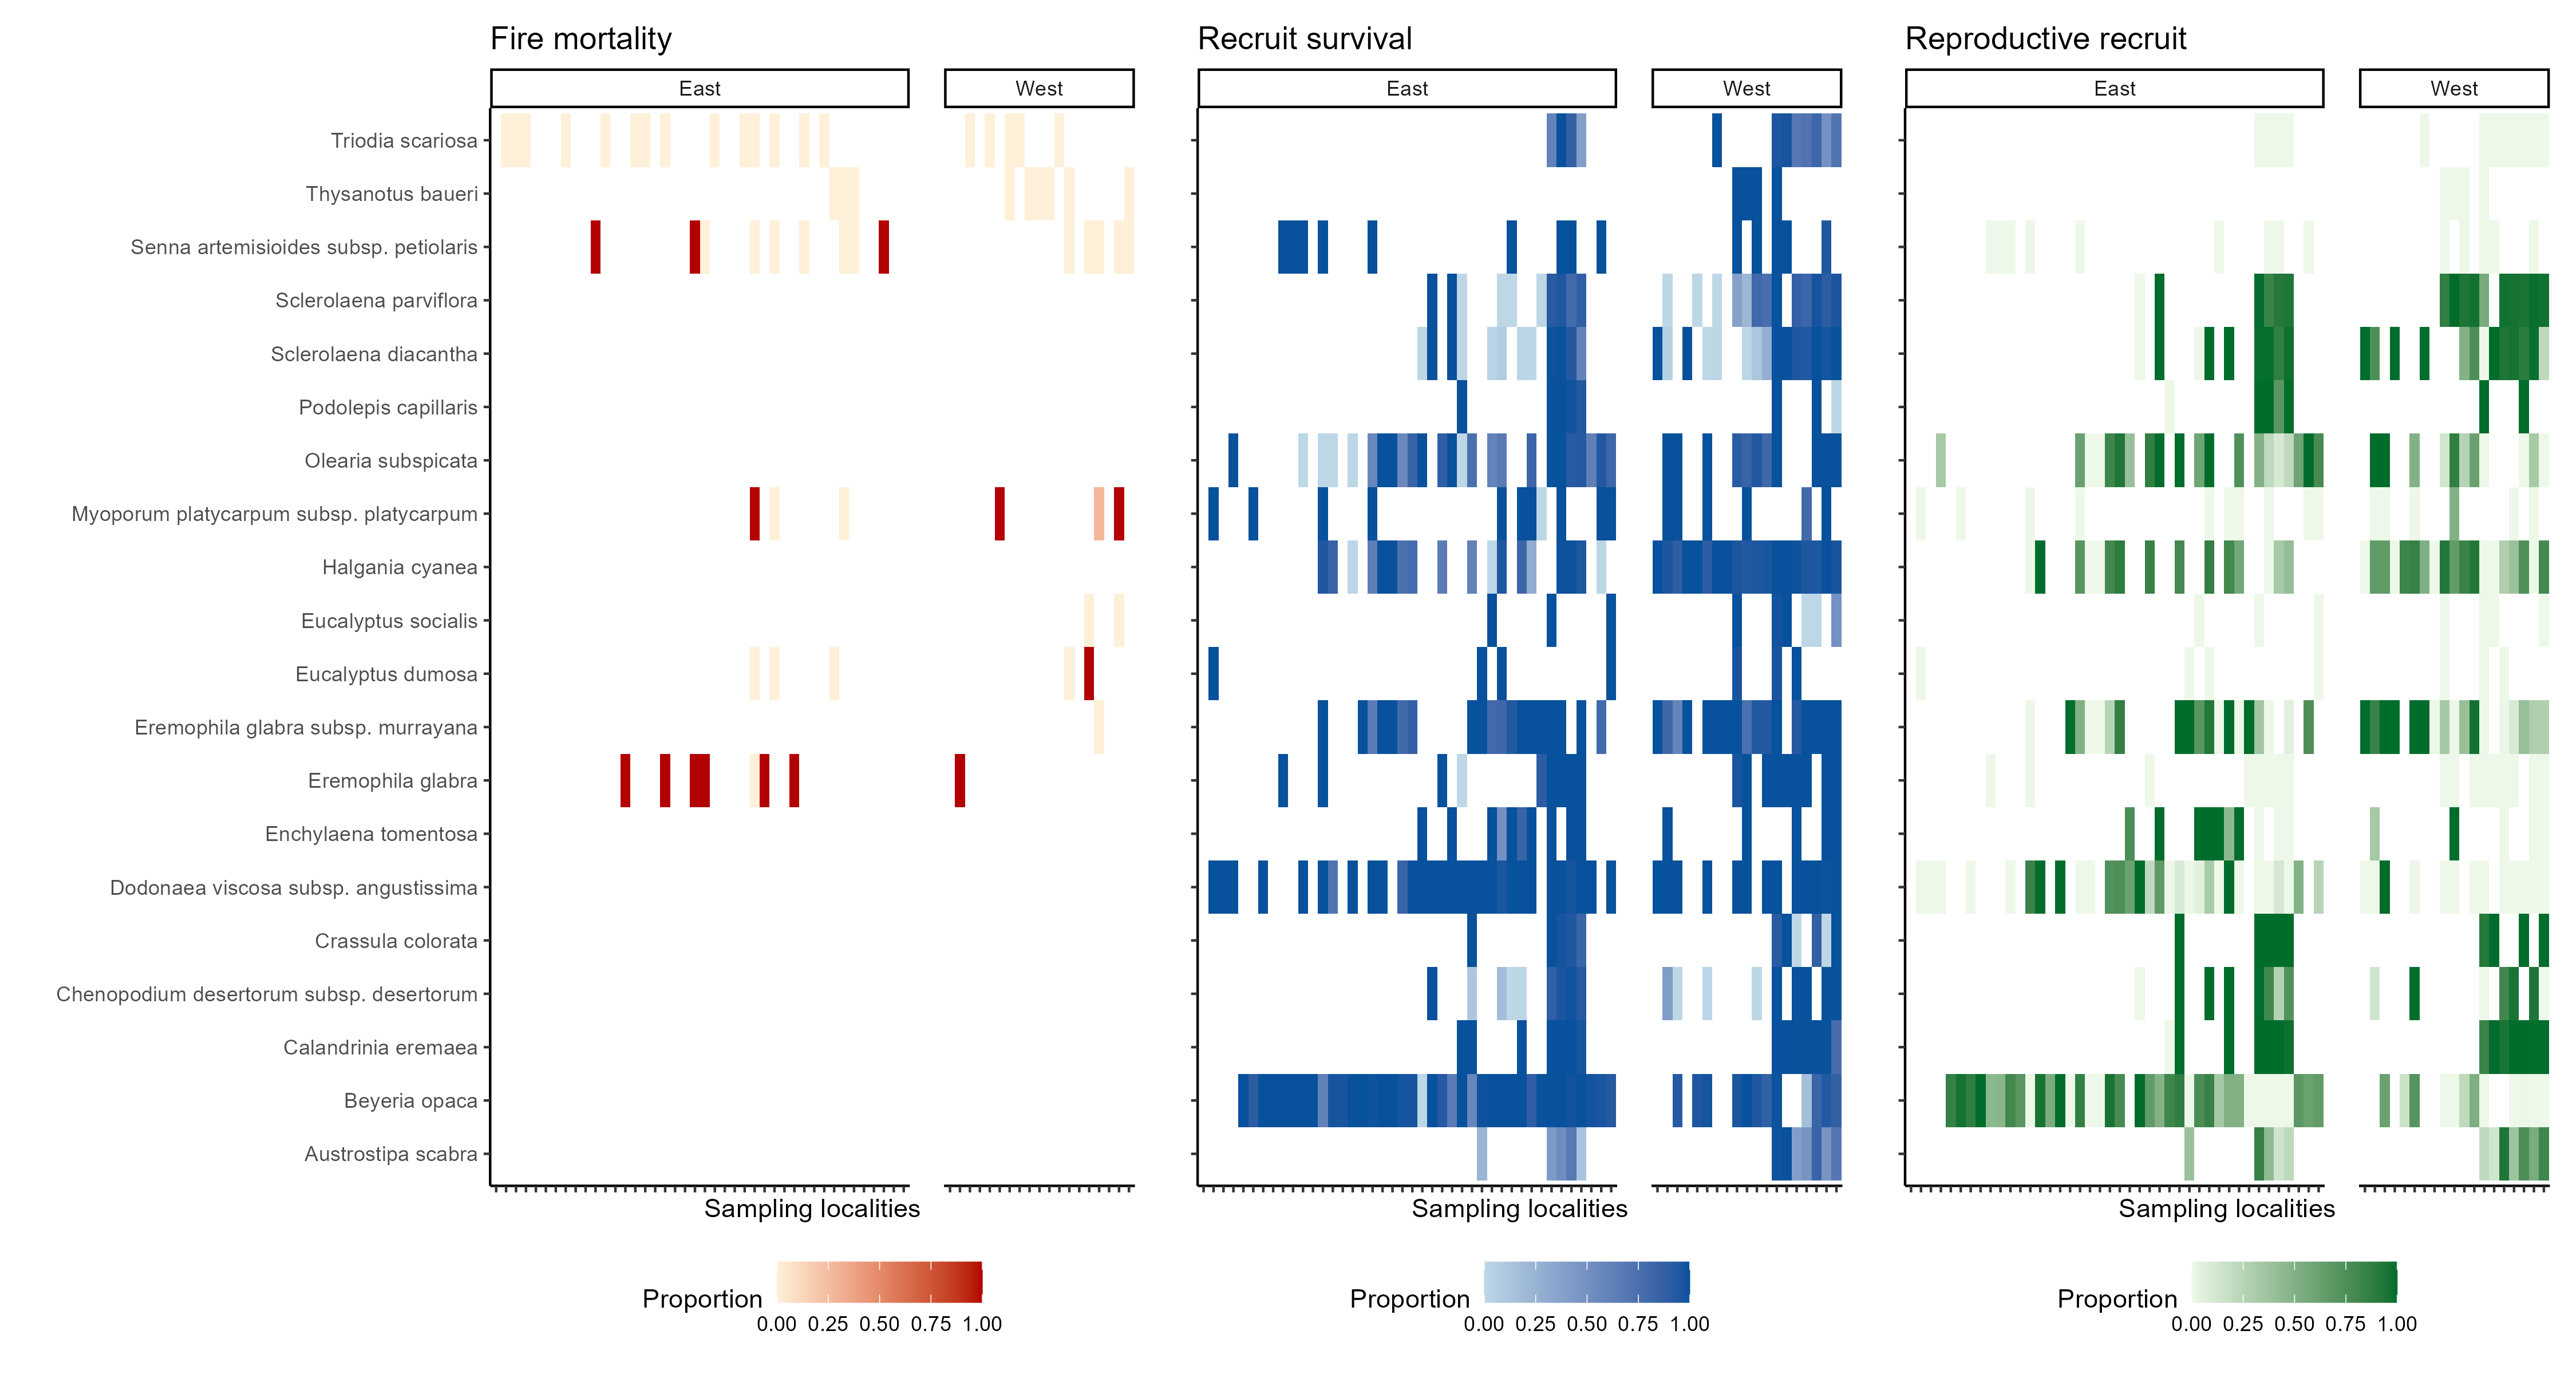 Fire mortality
Recruit survival
Reproductive recruit
East
West
East
West
East
West
Triodia scariosa
Thysanotus baueri
Senna artemisioides subsp. petiolaris
Sclerolaena parviflora
Sclerolaena diacantha
Podolepis capillaris
Olearia subspicata
Myoporum platycarpum subsp. platycarpum
Halgania cyanea
Eucalyptus socialis
Eucalyptus dumosa
Eremophila glabra subsp. murrayana
Eremophila glabra
Enchylaena tomentosa
Dodonaea viscosa subsp. angustissima
Crassula colorata
Chenopodium desertorum subsp. desertorum
Calandrinia eremaea
Beyeria opaca
Austrostipa scabra
Sampling localities
Sampling localities
Sampling localities
Proportion
0.00 0.25 0.50 0.75 1.00
Proportion
0.00 0.25 0.50 0.75 1.00
Proportion
0.00 0.25 0.50 0.75 1.00